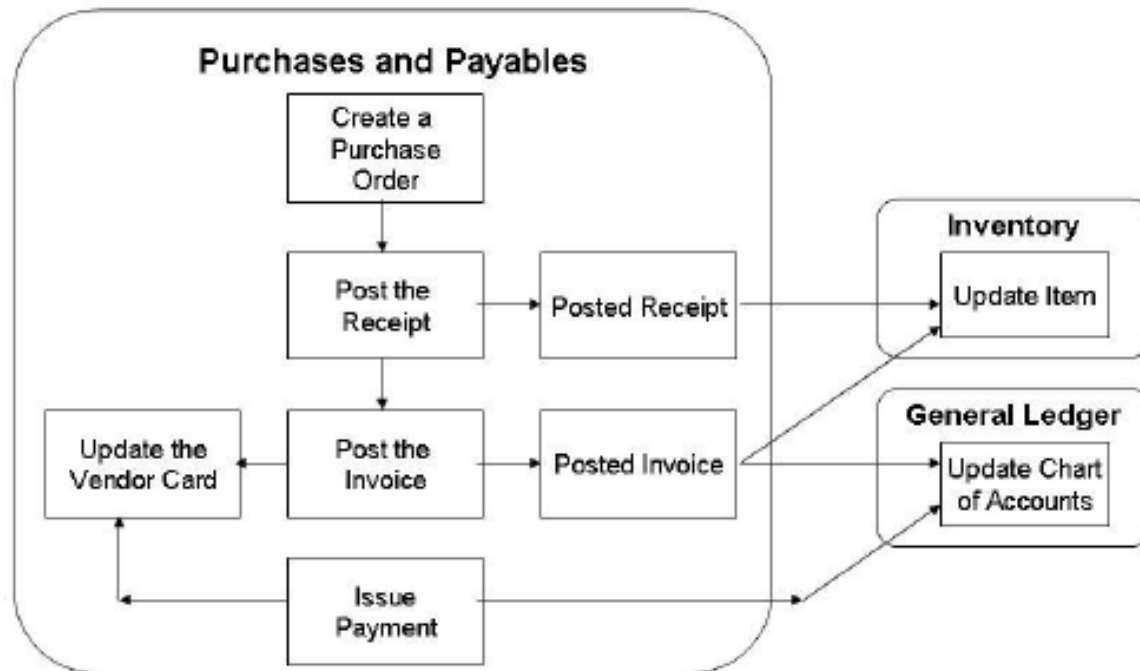 Purchases and Payables
Create a
Purchase
Order
Inventory
Post the
Receipt
Posted Receipt
Update Item
General Ledger
Update the
Vendor Card
Post the
Invoice
Posted Invoice
Update Chart
of Accounts
Issue
Payment